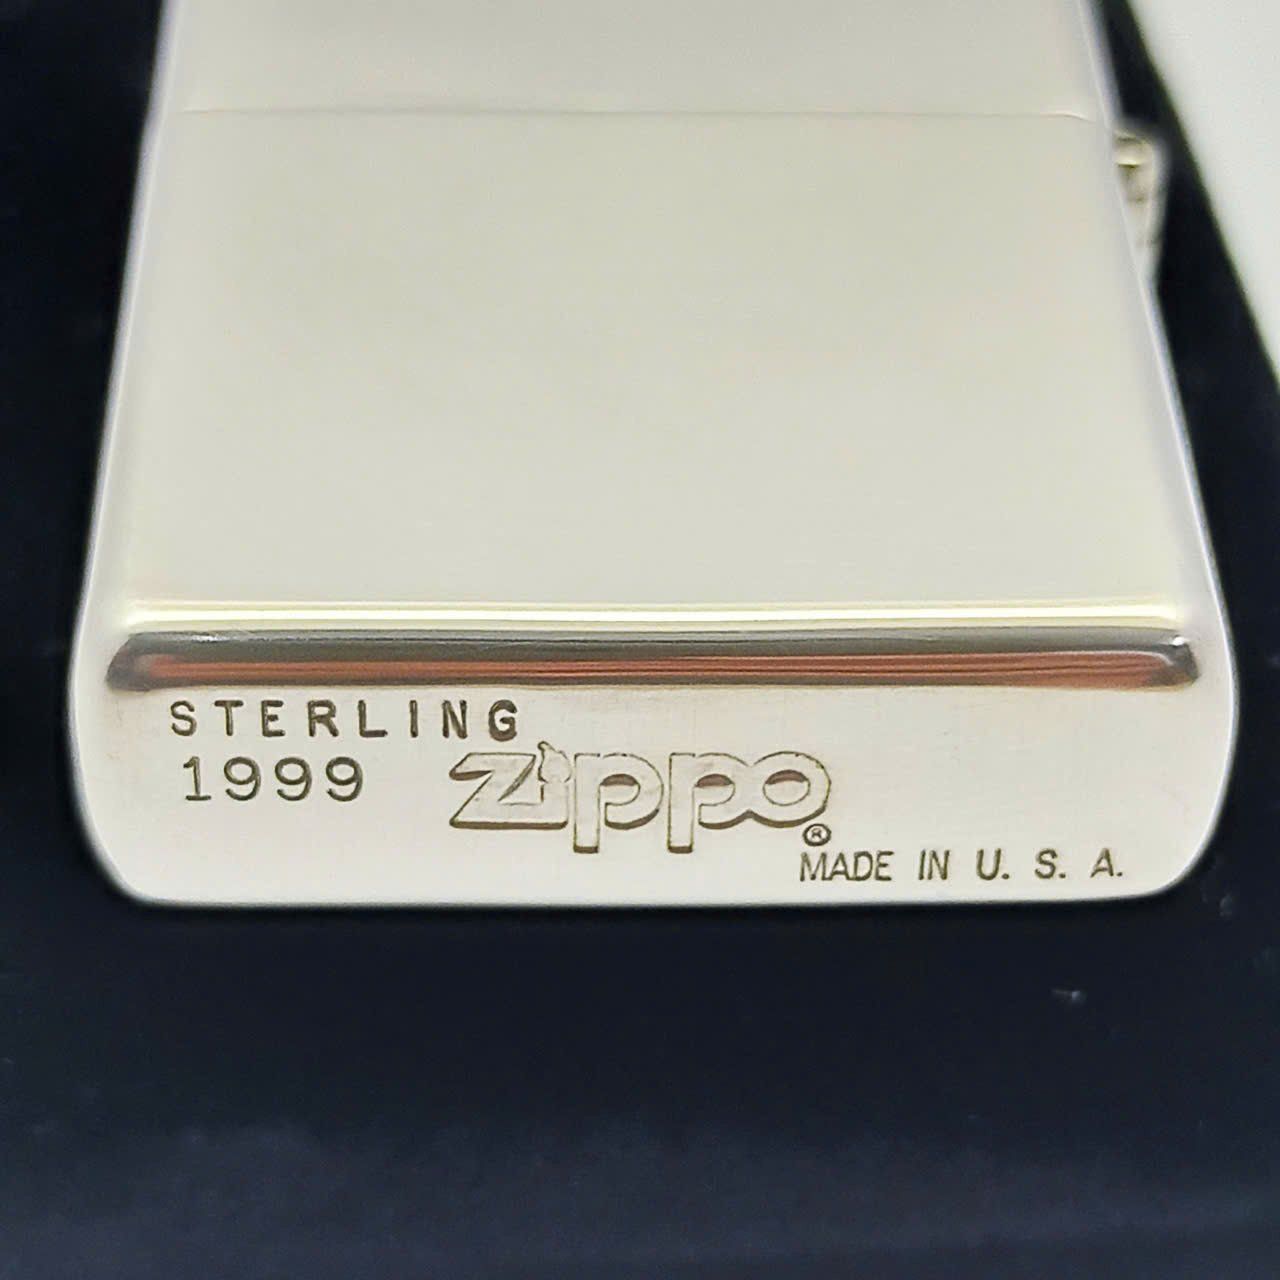 STERLING
1999
zippo
®
MADE IN U. S. A.